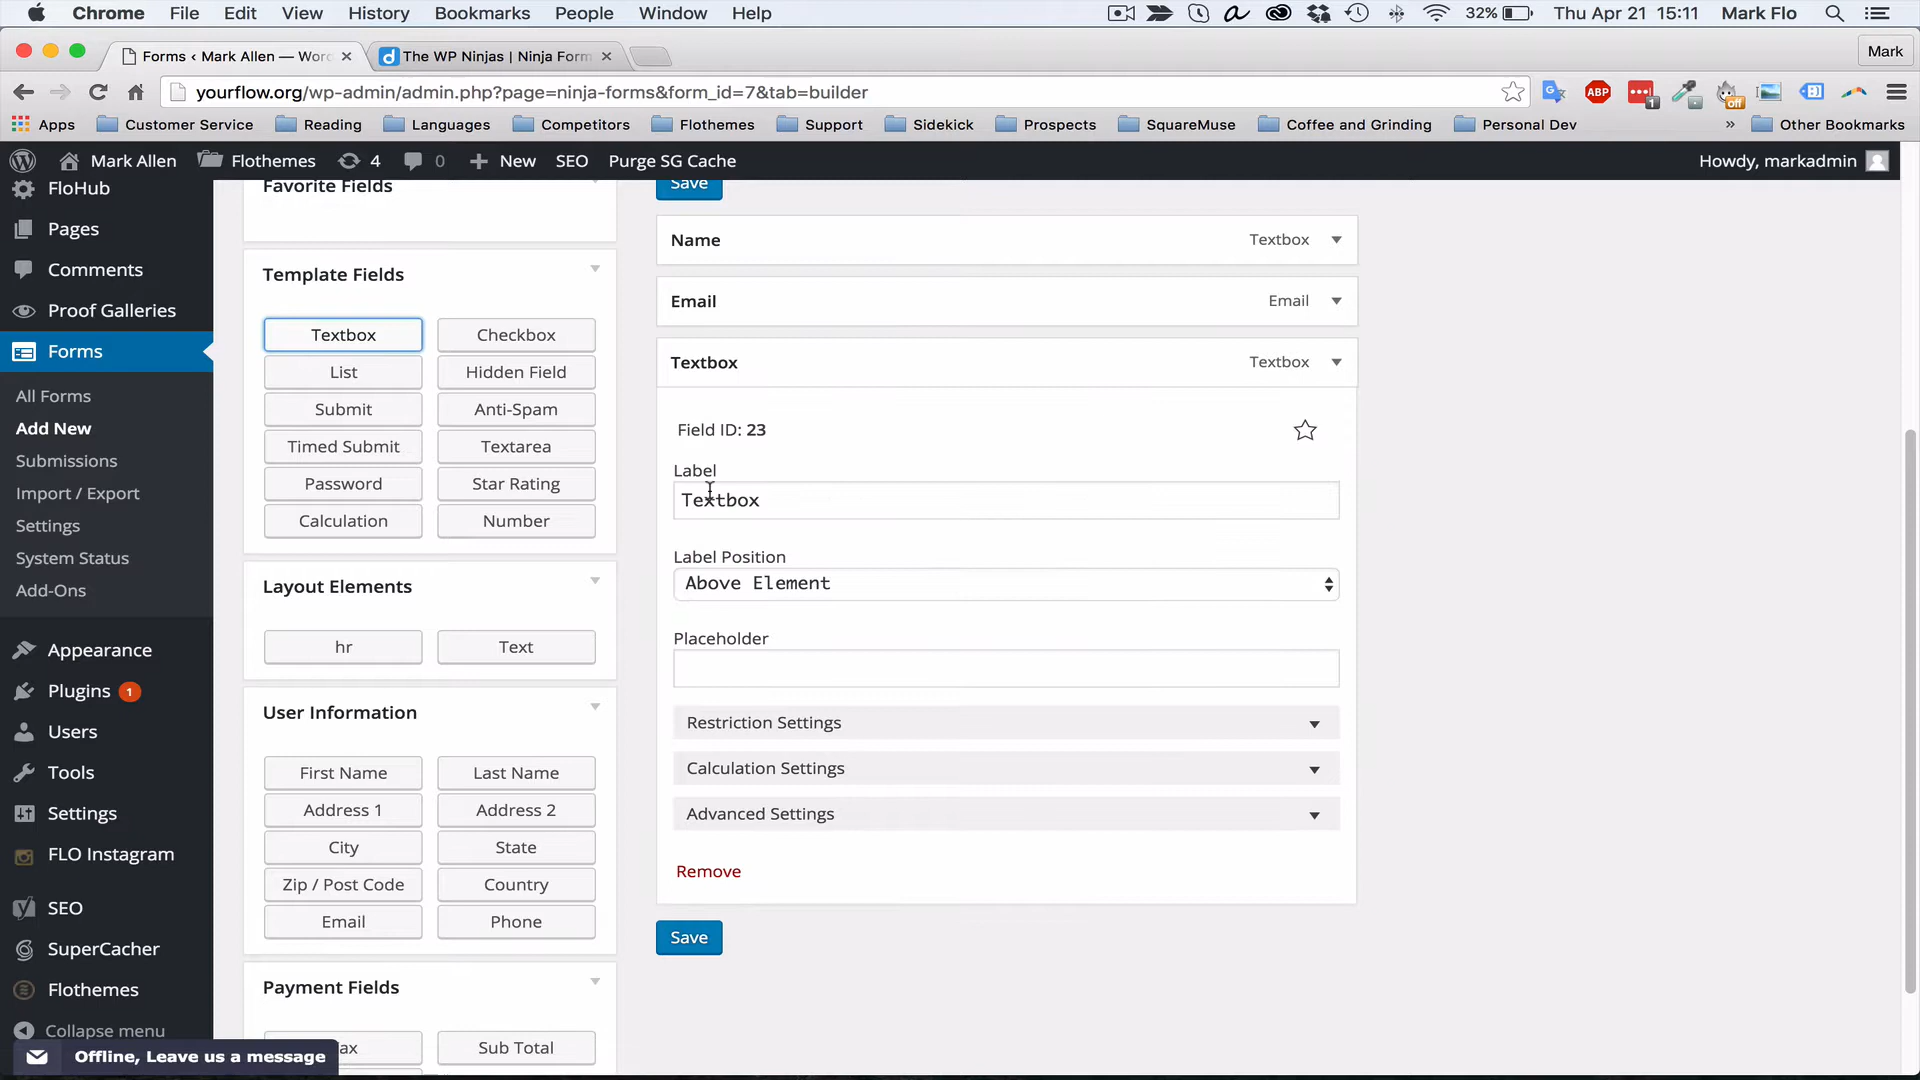 Chrome File Edit View History Bookmarks People Window Help 32% Thu Apr 21 15:11 Mark Flo
Forms ‹ Mark Allen — Worc The WP Ninjas | Ninja Form Mark
yourflow.org/wp-admin/admin.php?page=ninja-forms&form_id=7&tab=builder ABP 1 off
Apps Customer Service Reading Languages Competitors Flothemes Support Sidekick Prospects SquareMuse Coffee and Grinding Personal Dev » Other Bookmarks
Mark Allen Flothemes 4 0 New SEO Purge SG Cache Howdy, markadmin
FloHub
Pages
Comments
Proof Galleries
Forms
All Forms
Add New
Submissions
Import / Export
Settings
System Status
Add-Ons
Appearance
Plugins 1
Users
Tools
Settings
FLO Instagram
SEO
SuperCacher
Flothemes
Collapse menu
Offline, Leave us a message
Favorite Fields
Template Fields
Textbox Checkbox
List Hidden Field
Submit Anti-Spam
Timed Submit Textarea
Password Star Rating
Calculation Number
Layout Elements
hr Text
User Information
First Name Last Name
Address 1 Address 2
City State
Zip / Post Code Country
Email Phone
Payment Fields
Sub Total
Save
Name Textbox
Email Email
Textbox Textbox
Field ID: 23
Label
Textbox
Label Position
Above Element
Placeholder
Restriction Settings
Calculation Settings
Advanced Settings
Remove
Save